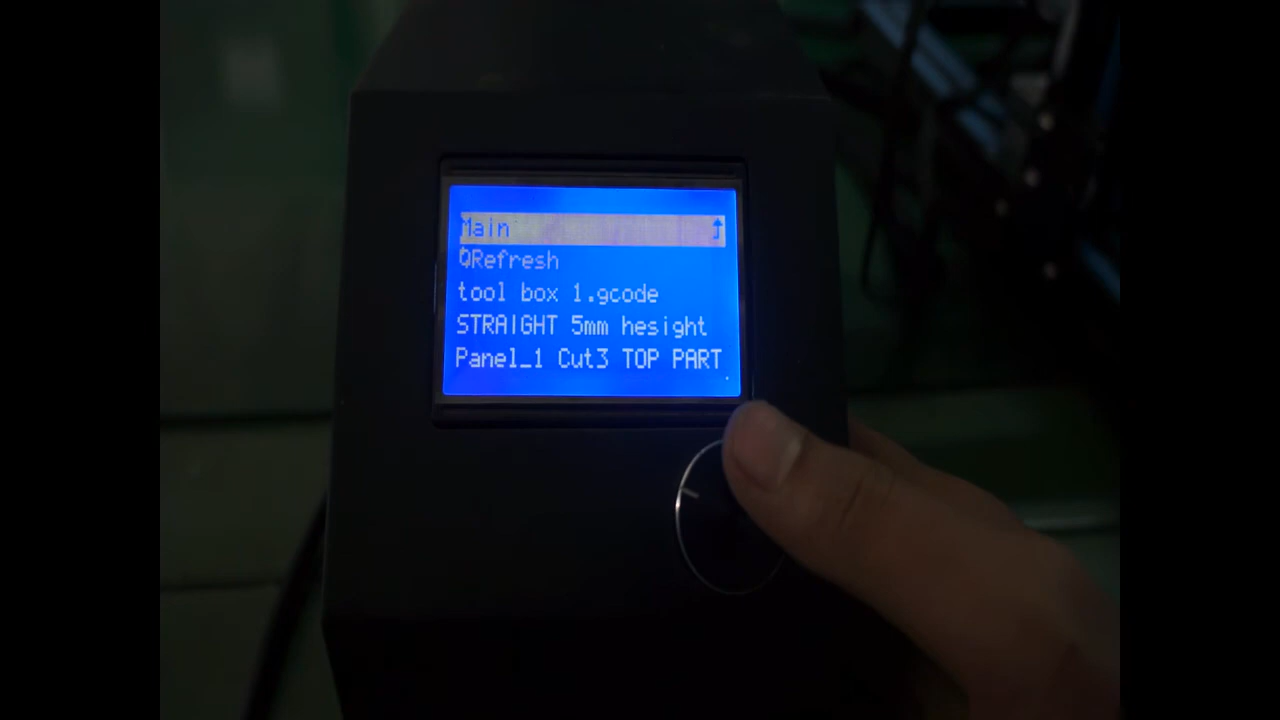 Main
Refresh
tool box 1.gcode
STRAIGHT 5mm hesight
Panel_1 Cut3 TOP PART